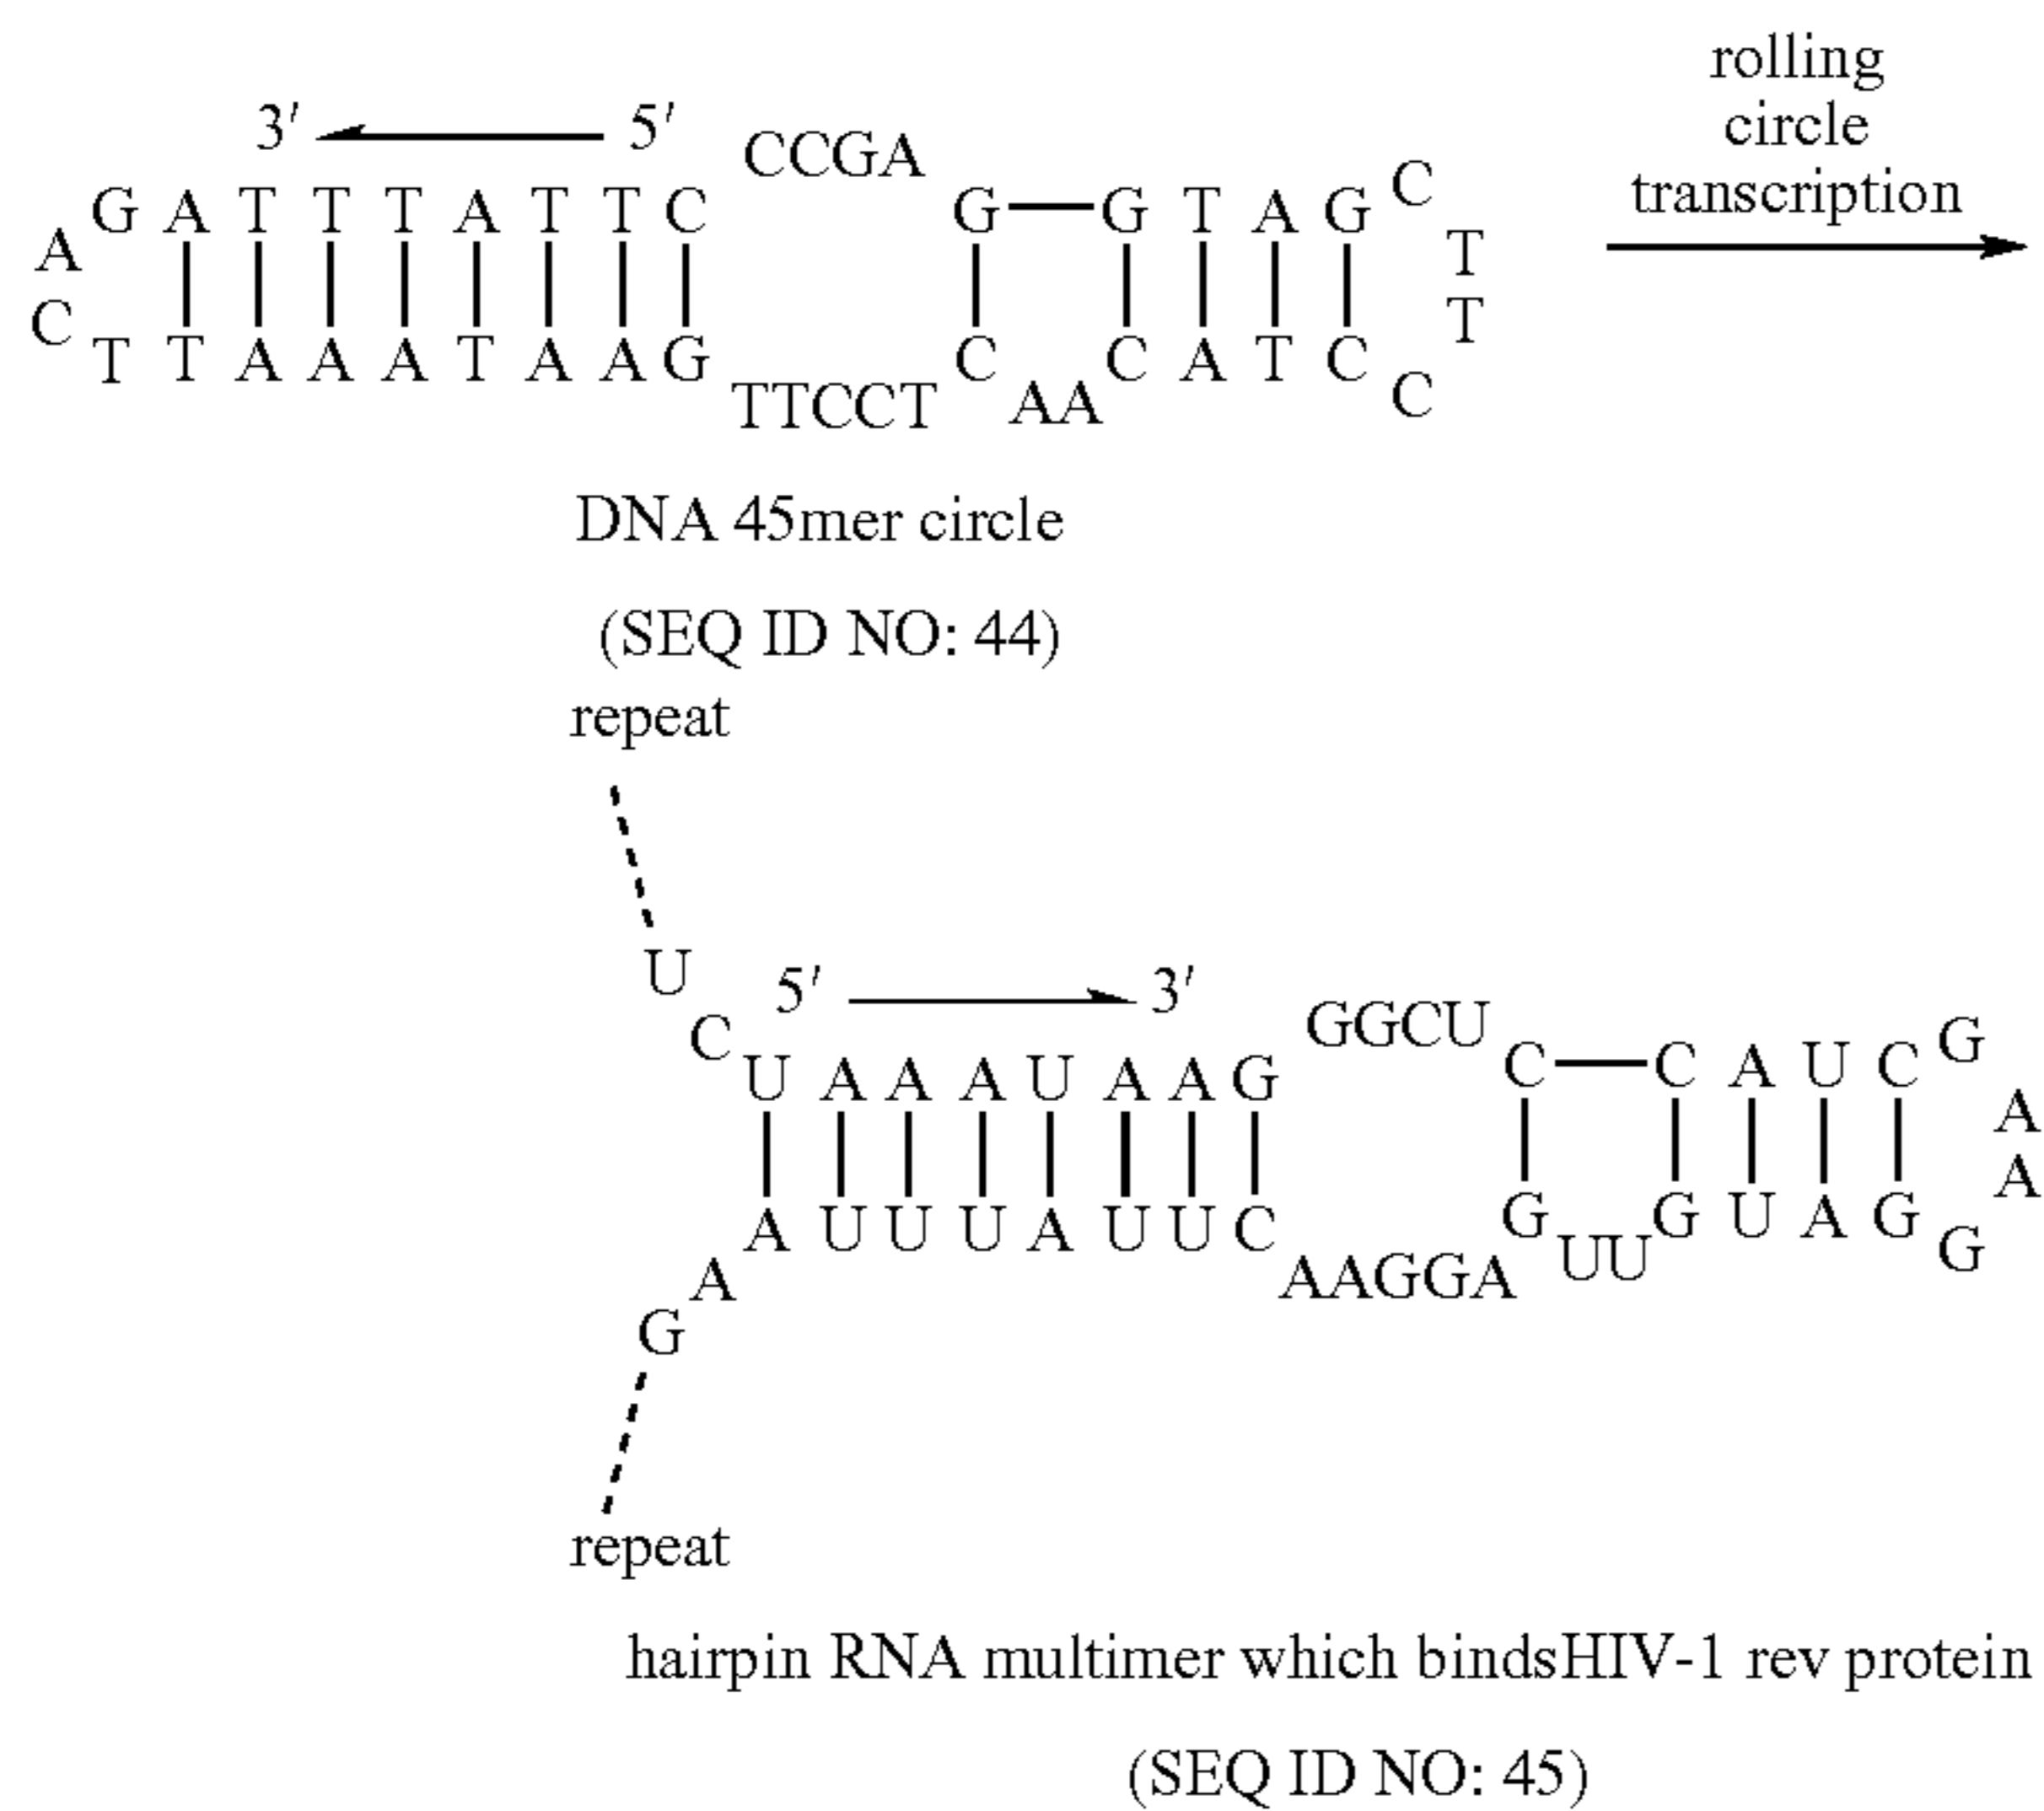 rolling
circle
transcription
3′ 5′
CCGA
G A T T T A T T C
G G T A G C
A
T
C
T
T T A A A T A A G
C C A T C
C
TTCCT
AA
DNA 45mer circle
(SEQ ID NO: 44)
repeat
U
5′ 3′
C
GGCU
U A A A U A A G
C C A U C G
A
A
A U U U A U U C
G G U A G
G
A
AAGGA
UU
G
repeat
hairpin RNA multimer which bindsHIV-1 rev protein
(SEQ ID NO: 45)